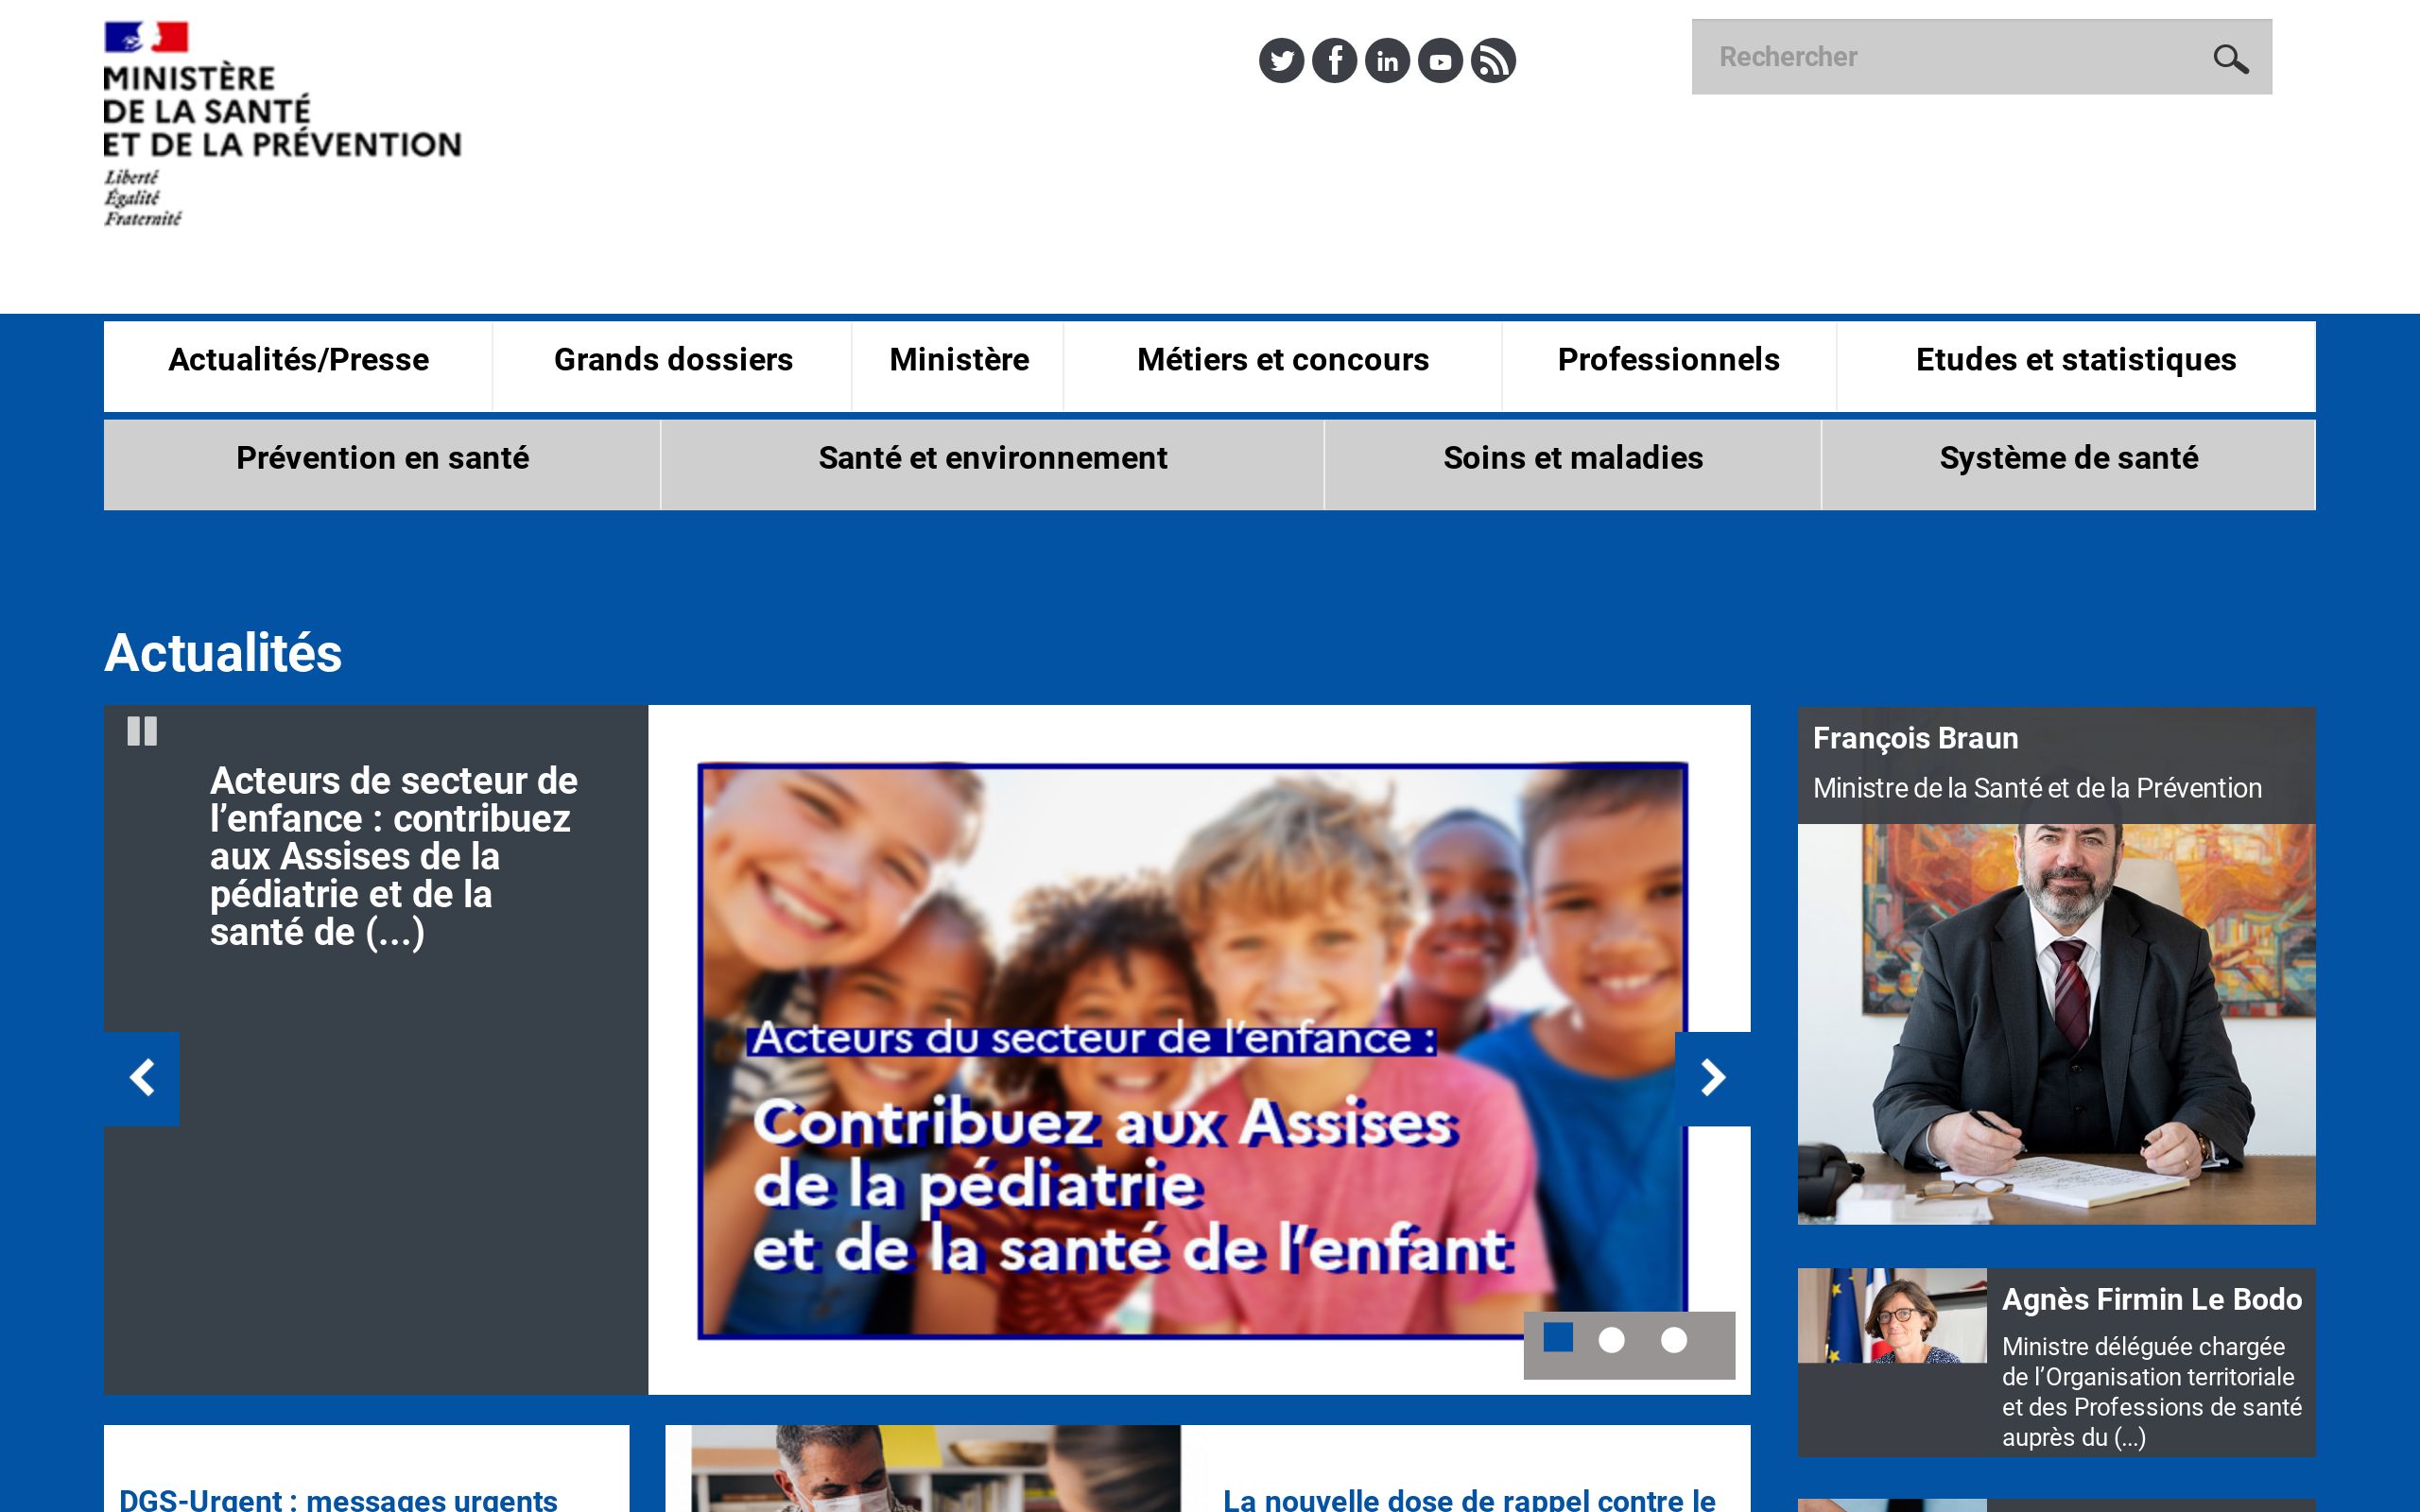 MINISTÈRE
DE LA SANTÉ
ET DE LA PRÉVENTION
Liberté
Égalité
Fraternité
Rechercher
Actualités/Presse
Grands dossiers
Ministère
Métiers et concours
Professionnels
Etudes et statistiques
Prévention en santé
Santé et environnement
Soins et maladies
Système de santé
Actualités
Acteurs de secteur de
l’enfance : contribuez
aux Assises de la
pédiatrie et de la
santé de (...)
Acteurs du secteur de l’enfance :
Contribuez aux Assises
de la pédiatrie
et de la santé de l’enfant
François Braun
Ministre de la Santé et de la Prévention
Agnès Firmin Le Bodo
Ministre déléguée chargée
de l’Organisation territoriale
et des Professions de santé
auprès du (...)
DGS-Urgent : messages urgents
La nouvelle dose de rappel contre le